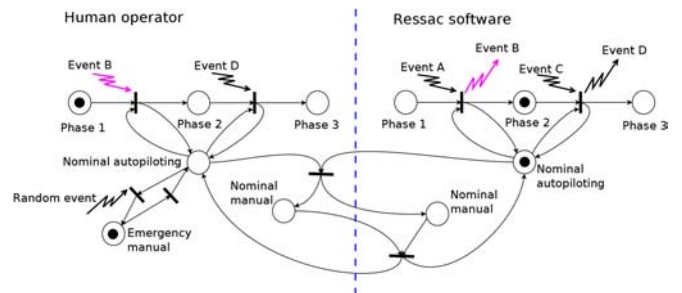 Human operator
Ressac software
Event B
Event D
Event A
Event B
Event C
Event D
Phase 1
Phase 2
Phase 3
Phase 1
Phase 2
Phase 3
Nominal autopiloting
Nominal
autopiloting
Random event
Nominal
manual
Nominal
manual
Emergency
manual